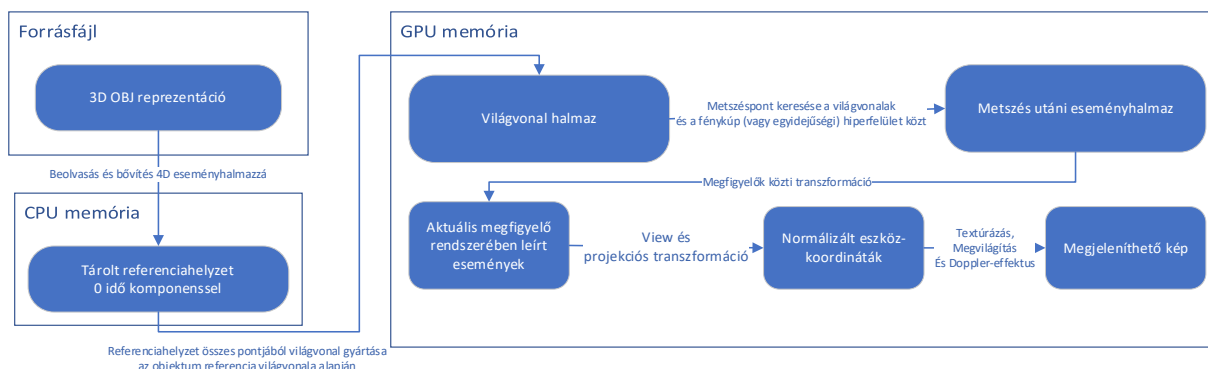 Forrásfájl
3D OBJ reprezentáció
Beolvasás és bővítés 4D eseményhalmazzá
CPU memória
Tárolt referenciahelyzet
0 idő komponenssel
Referenciahelyzet összes pontjából világvonal gyártása
az objektum referencia világvonala alapján
GPU memória
Világvonal halmaz
Metszéspont keresése a világvonalak
és a fénykúp (vagy egyidejűségi) hiperfelület közt
Metszés utáni eseményhalmaz
Megfigyelők közti transzformáció
Aktuális megfigyelő
rendszerében leírt
események
View és
projekciós transzformáció
Normálizált eszköz-
koordináták
Textúrázás,
Megvilágítás
És Doppler-effektus
Megjeleníthető kép